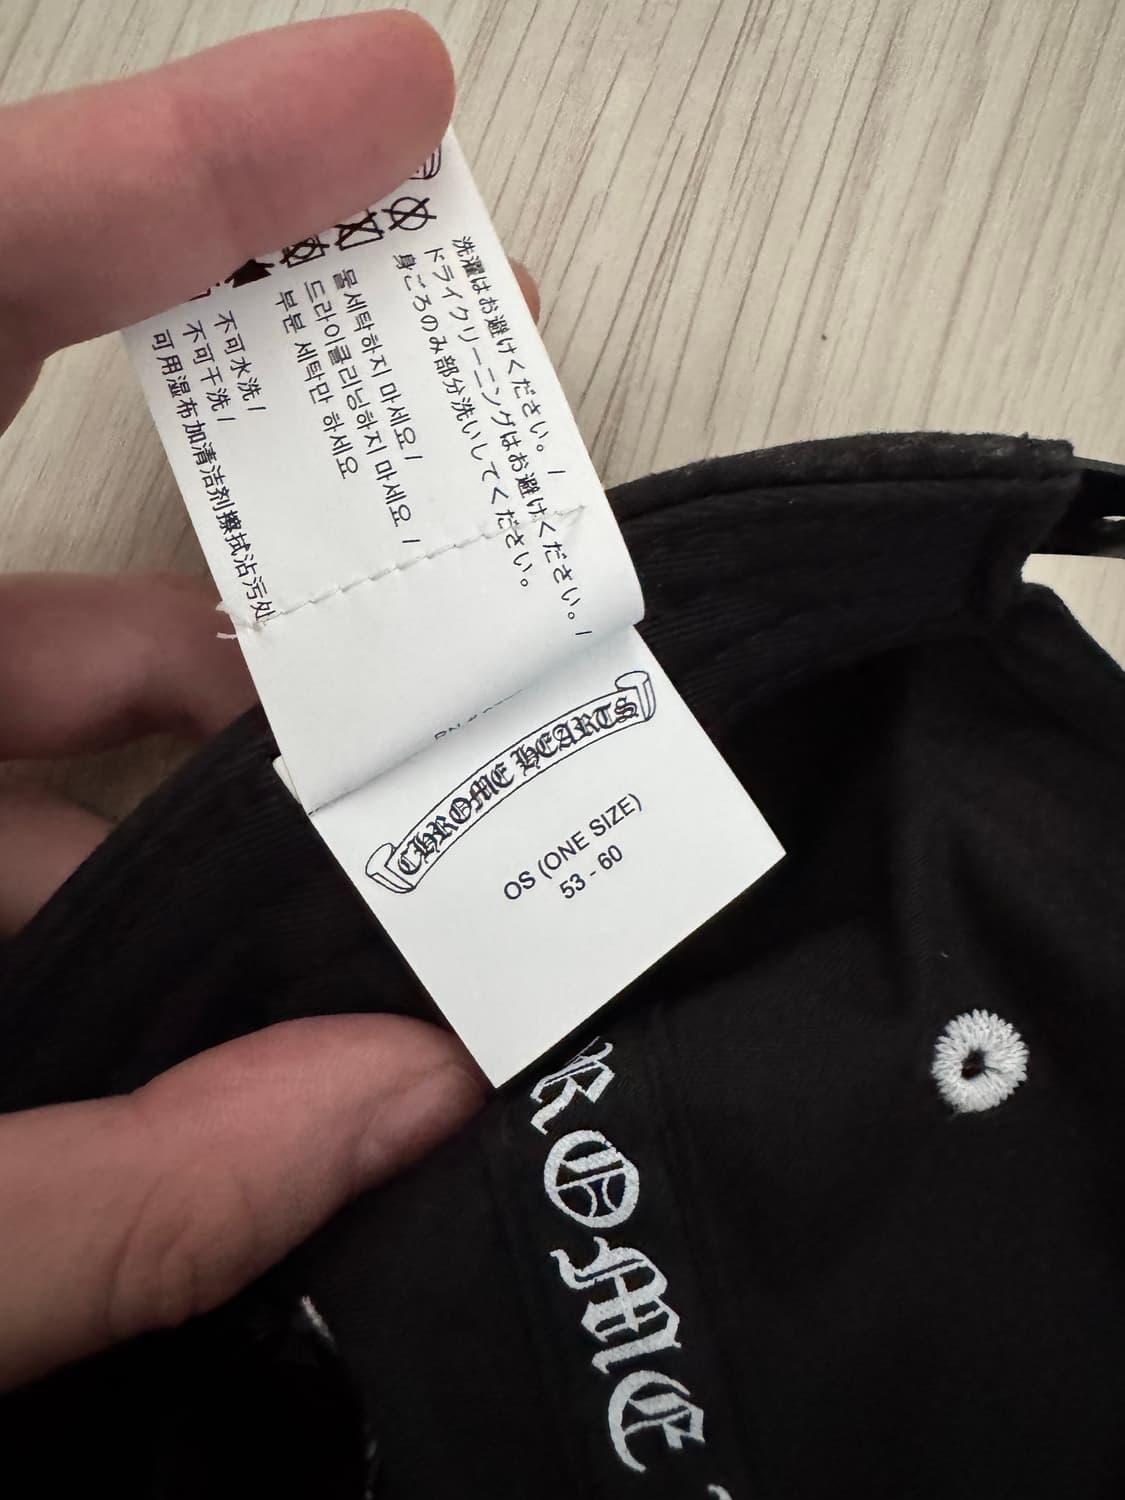 洗濯はお避けください。 /
ドライクリーニングはお避けください。 /
身ごろのみ部分洗いしてください。
물세탁하지 마세요 /
드라이클리닝하지 마세요 /
부분 세탁만 하세요
不可水洗 /
不可干洗 /
可用湿布加清洁剂擦拭沾污处
CHROME HEARTS
OS (ONE SIZE)
53 - 60
ROME